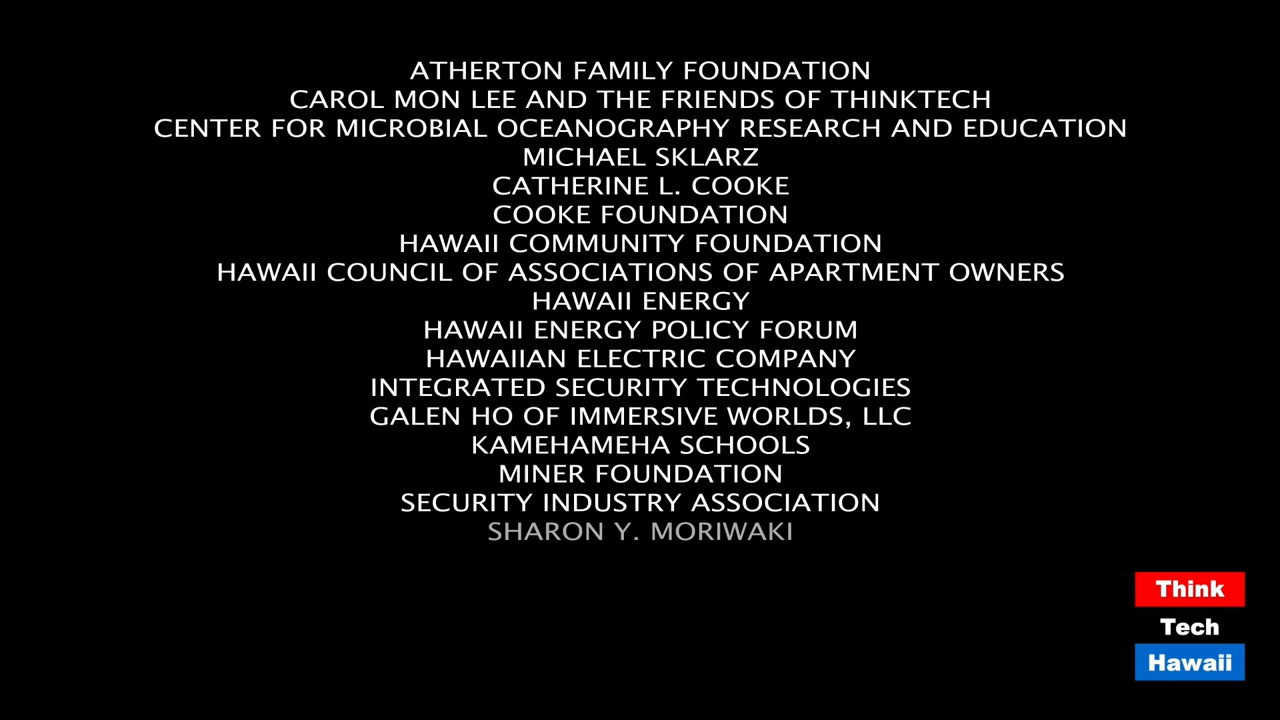 ATHERTON FAMILY FOUNDATION
CAROL MON LEE AND THE FRIENDS OF THINKTECH
CENTER FOR MICROBIAL OCEANOGRAPHY RESEARCH AND EDUCATION
MICHAEL SKLARZ
CATHERINE L. COOKE
COOKE FOUNDATION
HAWAII COMMUNITY FOUNDATION
HAWAII COUNCIL OF ASSOCIATIONS OF APARTMENT OWNERS
HAWAII ENERGY
HAWAII ENERGY POLICY FORUM
HAWAIIAN ELECTRIC COMPANY
INTEGRATED SECURITY TECHNOLOGIES
GALEN HO OF IMMERSIVE WORLDS, LLC
KAMEHAMEHA SCHOOLS
MINER FOUNDATION
SECURITY INDUSTRY ASSOCIATION
SHARON Y. MORIWAKI
Think
Tech
Hawaii